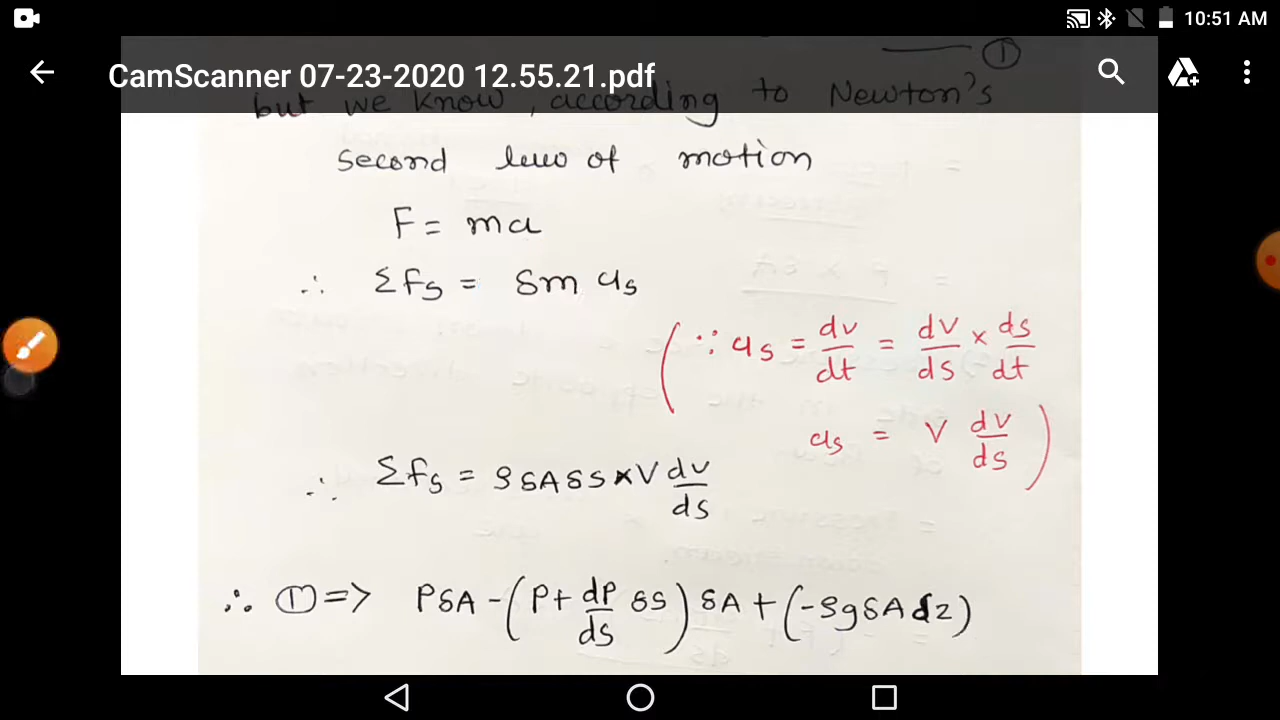 10:51 AM
CamScanner 07-23-2020 12.55.21.pdf
①
but we know, according to Newton's
second law of motion
F = ma
∴ Σfs = δm as
(∵ as = dv/dt = dv/ds × ds/dt
as = V dv/ds)
∴ Σfs = ρδAδs × V dv/ds
∴ ① => PδA - (P + dP/ds δs) δA + (-ρgδAdz)